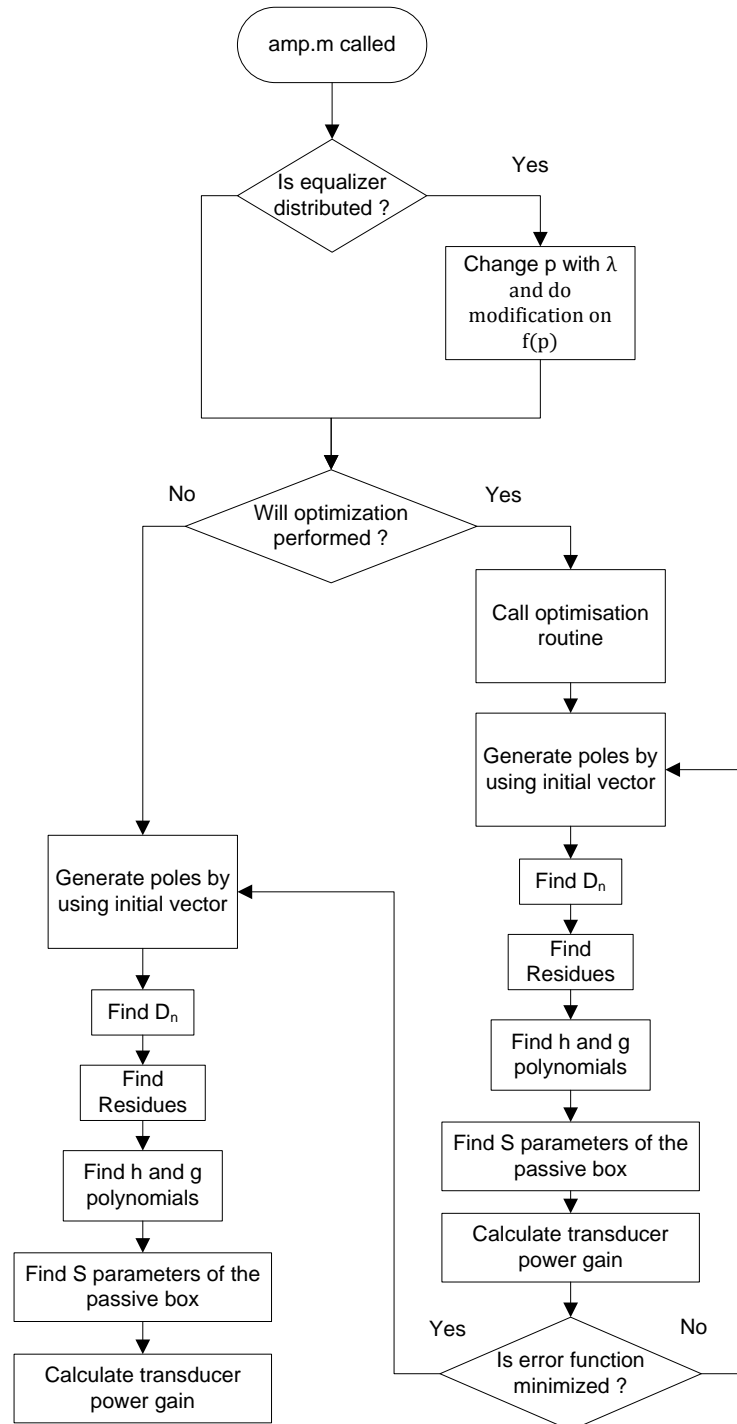 amp.m called
Is equalizer
distributed ?
Yes
Change p with λ
and do
modification on
f(p)
No
Will optimization
performed ?
Yes
Call optimisation
routine
Generate poles by
using initial vector
Find Dn
Find
Residues
Find h and g
polynomials
Find S parameters of the
passive box
Calculate transducer
power gain
Yes
Is error function
minimized ?
No
Generate poles by
using initial vector
Find Dn
Find
Residues
Find h and g
polynomials
Find S parameters of the
passive box
Calculate transducer
power gain